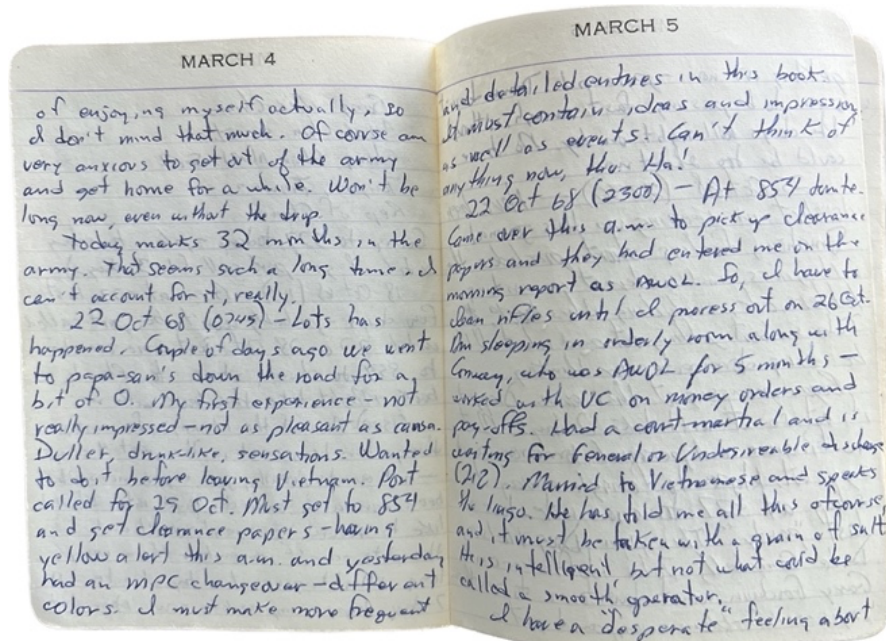 MARCH 4
of enjoying myself actually, so
I don't mind that much. Of course am
very anxious to get out of the army
and get home for a while. Won't be
long now, even without the drop.
Today marks 32 months in the
army. That seems such a long time. I
can't account for it, really.
22 Oct 68 (0745) - Lots has
happened. Couple of days ago we went
to papa-san's down the road for a
bit of O. My first experience - not
really impressed - not as pleasant as
Duller, drunk-like, sensations. Wanted
to do it before leaving Vietnam. Port
called for 29 Oct. Must get to 854
and get clearance papers - having
yellow alert this a.m. and yesterday
had an MPC changeover - different
colors. I must make more frequent
MARCH 5
and detailed entries in this book.
It must contain ideas and impressions
as well as events. Can't think of
anything now, tho. Ha!
22 Oct 68 (2300) - At 854 tonite.
Came over this a.m. to pick up clearance
papers and they had entered me on the
morning report as AWOL. So, I have to
clean rifles until I process out on 26 Oct.
I'm sleeping in orderly room along with
who was AWOL for 5 months -
worked with VC on money orders and
pay-offs. Had a court-martial and is
waiting for General or Undesireable discharge
(212). Married to Vietnamese and speaks
the lingo. He has told me all this of course
and it must be taken with a grain of salt.
He is intelligent but not what could be
called a "smooth" operator.
I have a "desperate" feeling about